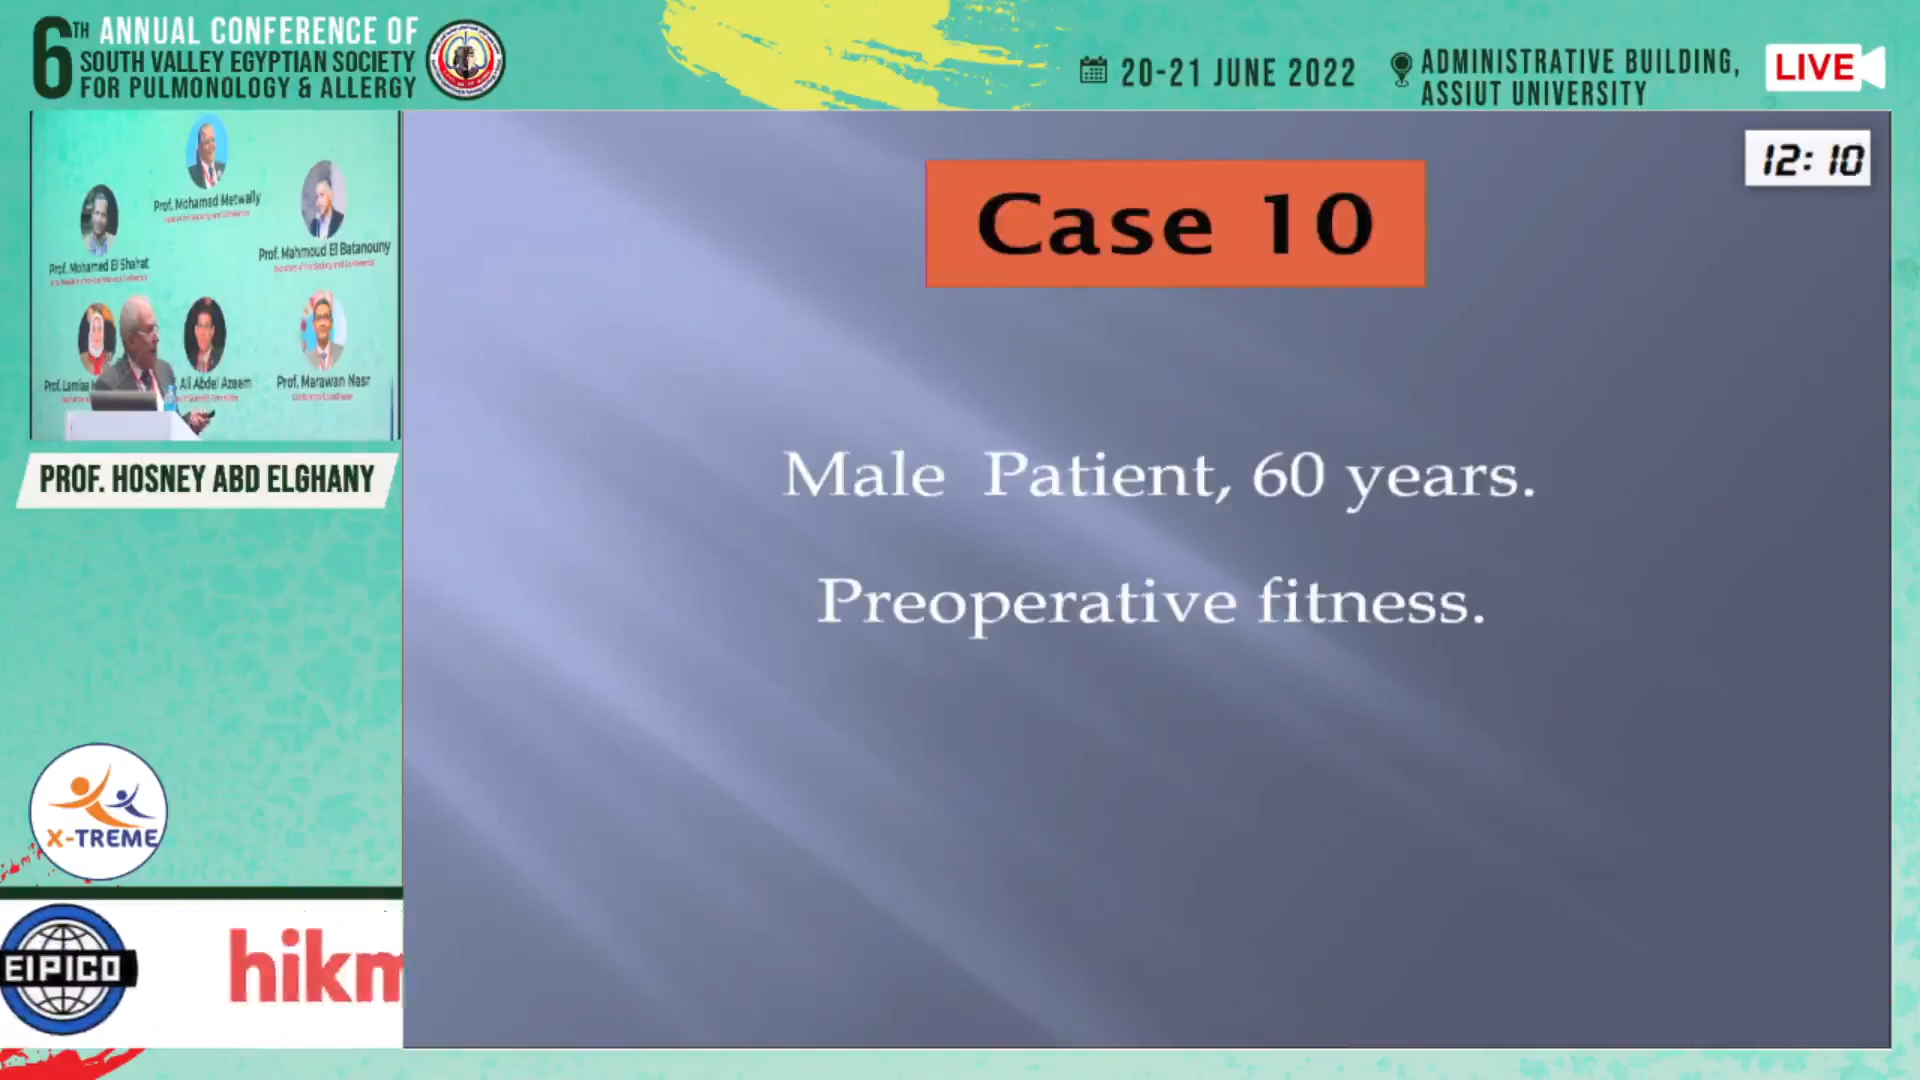 6TH ANNUAL CONFERENCE OF
SOUTH VALLEY EGYPTIAN SOCIETY
FOR PULMONOLOGY & ALLERGY
20-21 JUNE 2022
ADMINISTRATIVE BUILDING,
ASSIUT UNIVERSITY
LIVE
12:10
Prof. Mohamed Metwally
Prof. Mohamed El Shahat
Prof. Mahmoud El Batanouny
Prof. Lamiaa
Ali Abdel Azeem
Prof. Marawan Nasr
PROF. HOSNEY ABD ELGHANY
Case 10
Male Patient, 60 years.
Preoperative fitness.
X-TREME
EIPICO
hikm